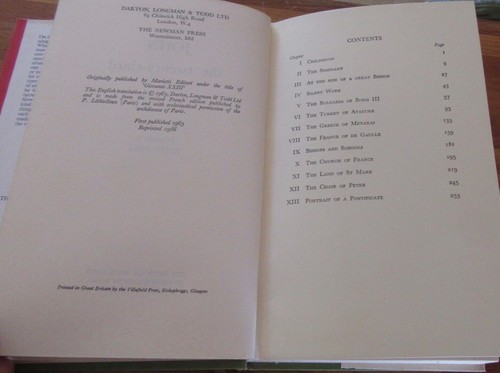 DARTON, LONGMAN & TODD LTD
64 Chiswick High Road
London, W.4
THE NEWMAN PRESS
Westminster, Md
Originally published by Marietti Editori under the title of
'Giovanni XXIII'
The English translation is © 1965, Darton, Longman & Todd Ltd
and is made from the revised French edition published by
P. Lethielleux (Paris) and with ecclesiastical permission of the
archdiocese of Paris.
First published 1965
Reprinted
Printed in Great Britain by the Villafield Press, Bishopbriggs, Glasgow
CONTENTS
Chapter Page
I CHILDHOOD 1
II THE SEMINARY 9
III AT THE SIDE OF A GREAT BISHOP
IV SILENT WORK
V THE BULGARIA OF BORIS III
VI THE TURKEY OF ATATURK
VII THE GREECE OF METAXAS
VIII THE FRANCE OF DE GAULLE
IX BISHOPS AND SCHOOLS
X THE CHURCH OF FRANCE 195
XI THE LAND OF ST MARK 219
XII THE CHAIR OF PETER 245
XIII PORTRAIT OF A PONTIFICATE